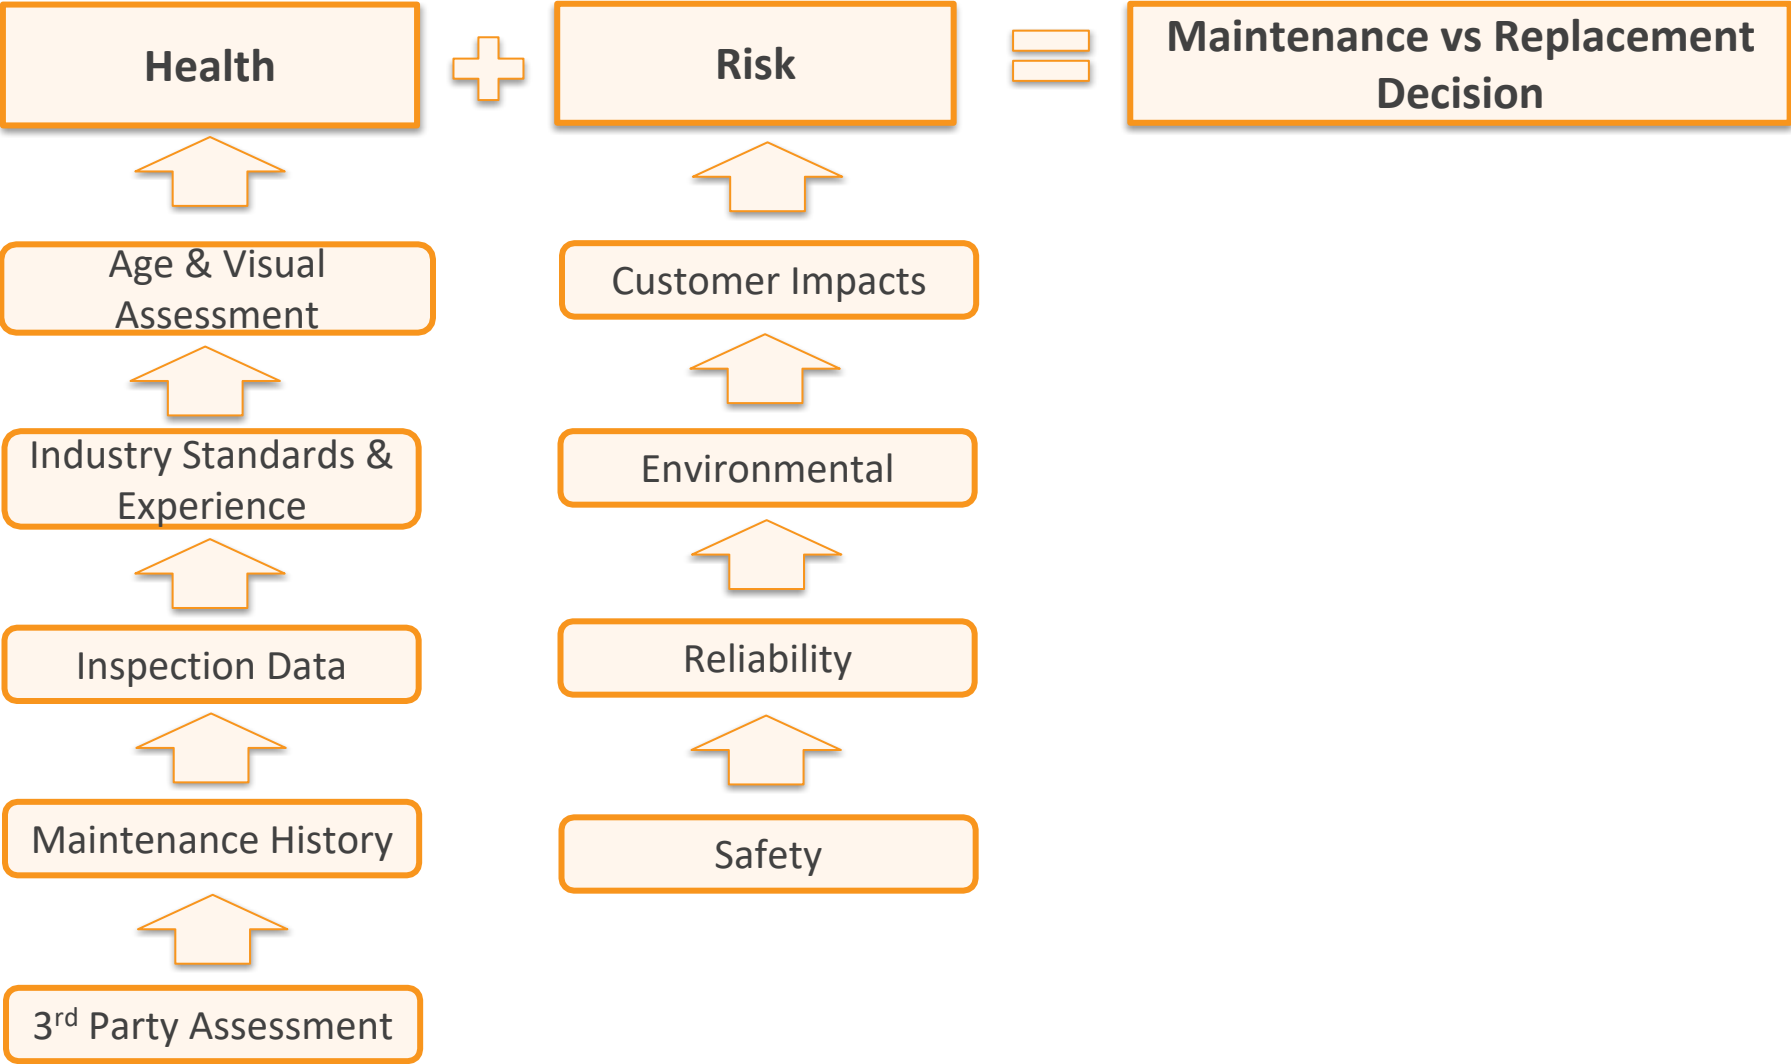 Health
Risk
Maintenance vs Replacement
Decision
Age & Visual
Assessment
Industry Standards &
Experience
Inspection Data
Maintenance History
3rd Party Assessment
Customer Impacts
Environmental
Reliability
Safety